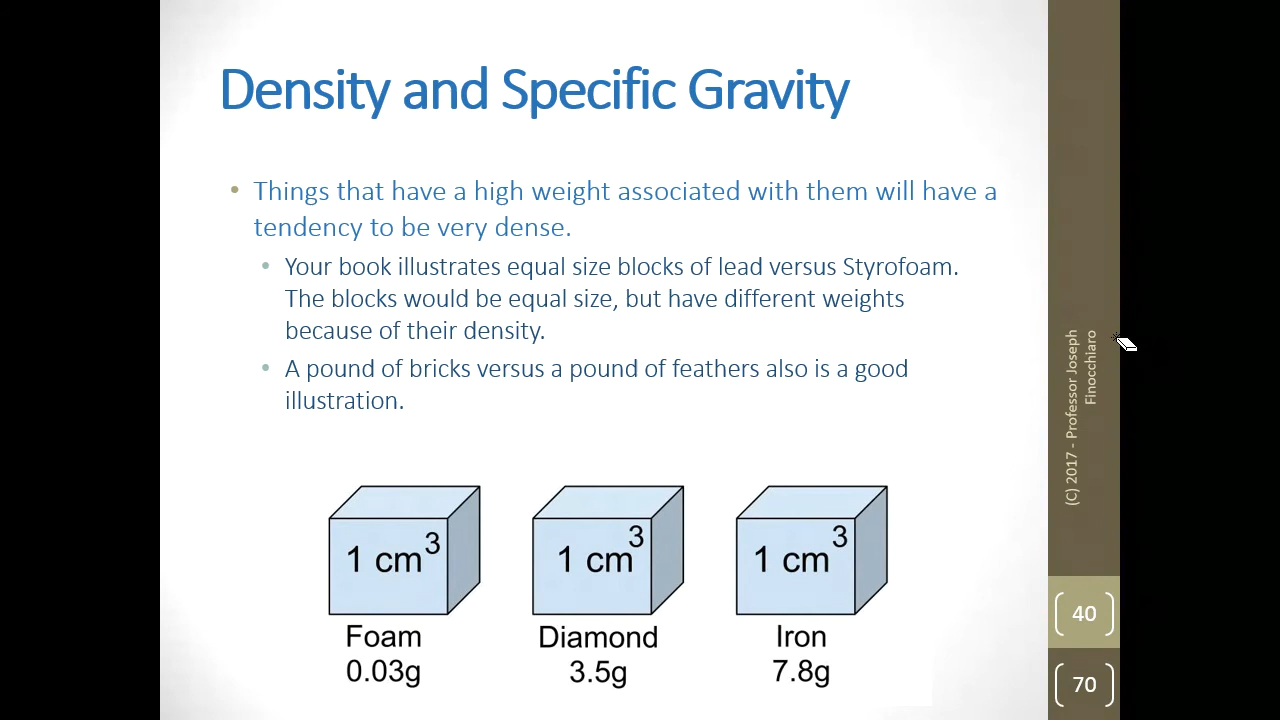 Density and Specific Gravity
• Things that have a high weight associated with them will have a
tendency to be very dense.
• Your book illustrates equal size blocks of lead versus Styrofoam.
The blocks would be equal size, but have different weights
because of their density.
• A pound of bricks versus a pound of feathers also is a good
illustration.
1 cm³
1 cm³
1 cm³
Foam
0.03g
Diamond
3.5g
Iron
7.8g
(C) 2017 - Professor Joseph
Finocchiaro
40
70